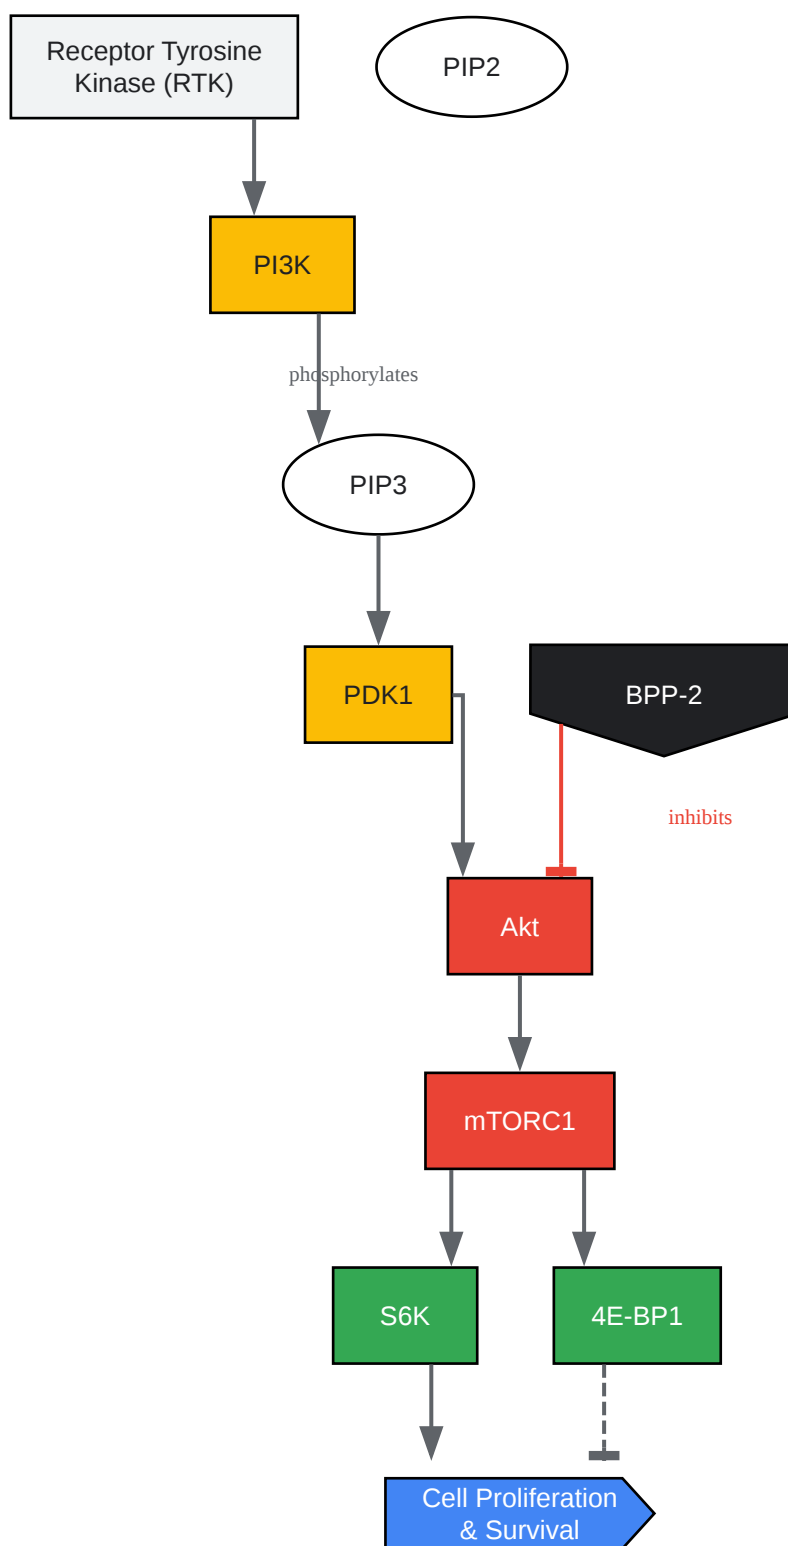 Receptor Tyrosine
Kinase (RTK)
PIP2
PI3K
phosphorylates
PIP3
PDK1
BPP-2
inhibits
Akt
mTORC1
S6K
4E-BP1
Cell Proliferation
& Survival